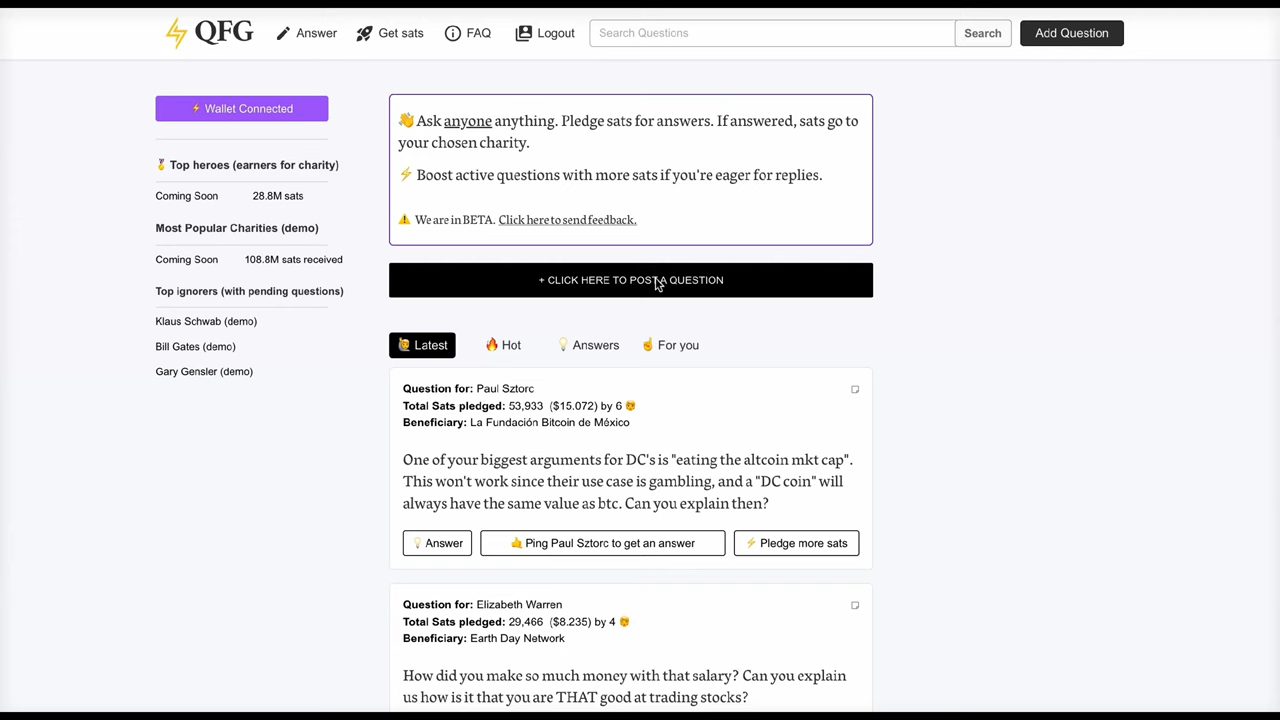 QFG Answer Get sats FAQ Logout Search Questions Search Add Question
⚡ Wallet Connected
🏅 Top heroes (earners for charity)
Coming Soon 28.8M sats
Most Popular Charities (demo)
Coming Soon 108.8M sats received
Top ignorers (with pending questions)
Klaus Schwab (demo)
Bill Gates (demo)
Gary Gensler (demo)
👋 Ask anyone anything. Pledge sats for answers. If answered, sats go to
your chosen charity.
⚡ Boost active questions with more sats if you're eager for replies.
⚠️ We are in BETA. Click here to send feedback.
+ CLICK HERE TO POST A QUESTION
🙋 Latest 🔥 Hot 💡 Answers ☝️ For you
Question for: Paul Sztorc
Total Sats pledged: 53,933 ($15.072) by 6
Beneficiary: La Fundación Bitcoin de México
One of your biggest arguments for DC's is "eating the altcoin mkt cap".
This won't work since their use case is gambling, and a "DC coin" will
always have the same value as btc. Can you explain then?
💡 Answer 🤙 Ping Paul Sztorc to get an answer ⚡ Pledge more sats
Question for: Elizabeth Warren
Total Sats pledged: 29,466 ($8.235) by 4
Beneficiary: Earth Day Network
How did you make so much money with that salary? Can you explain
us how is it that you are THAT good at trading stocks?